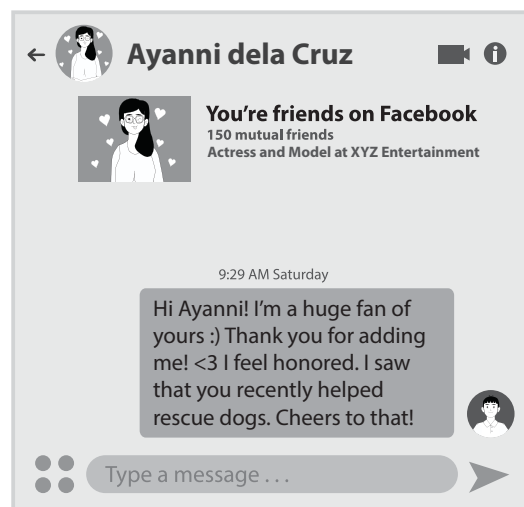 Ayanni dela Cruz
You're friends on Facebook
150 mutual friends
Actress and Model at XYZ Entertainment
9:29 AM Saturday
Hi Ayanni! I'm a huge fan of
yours :) Thank you for adding
me! <3 I feel honored. I saw
that you recently helped
rescue dogs. Cheers to that!
Type a message . . .